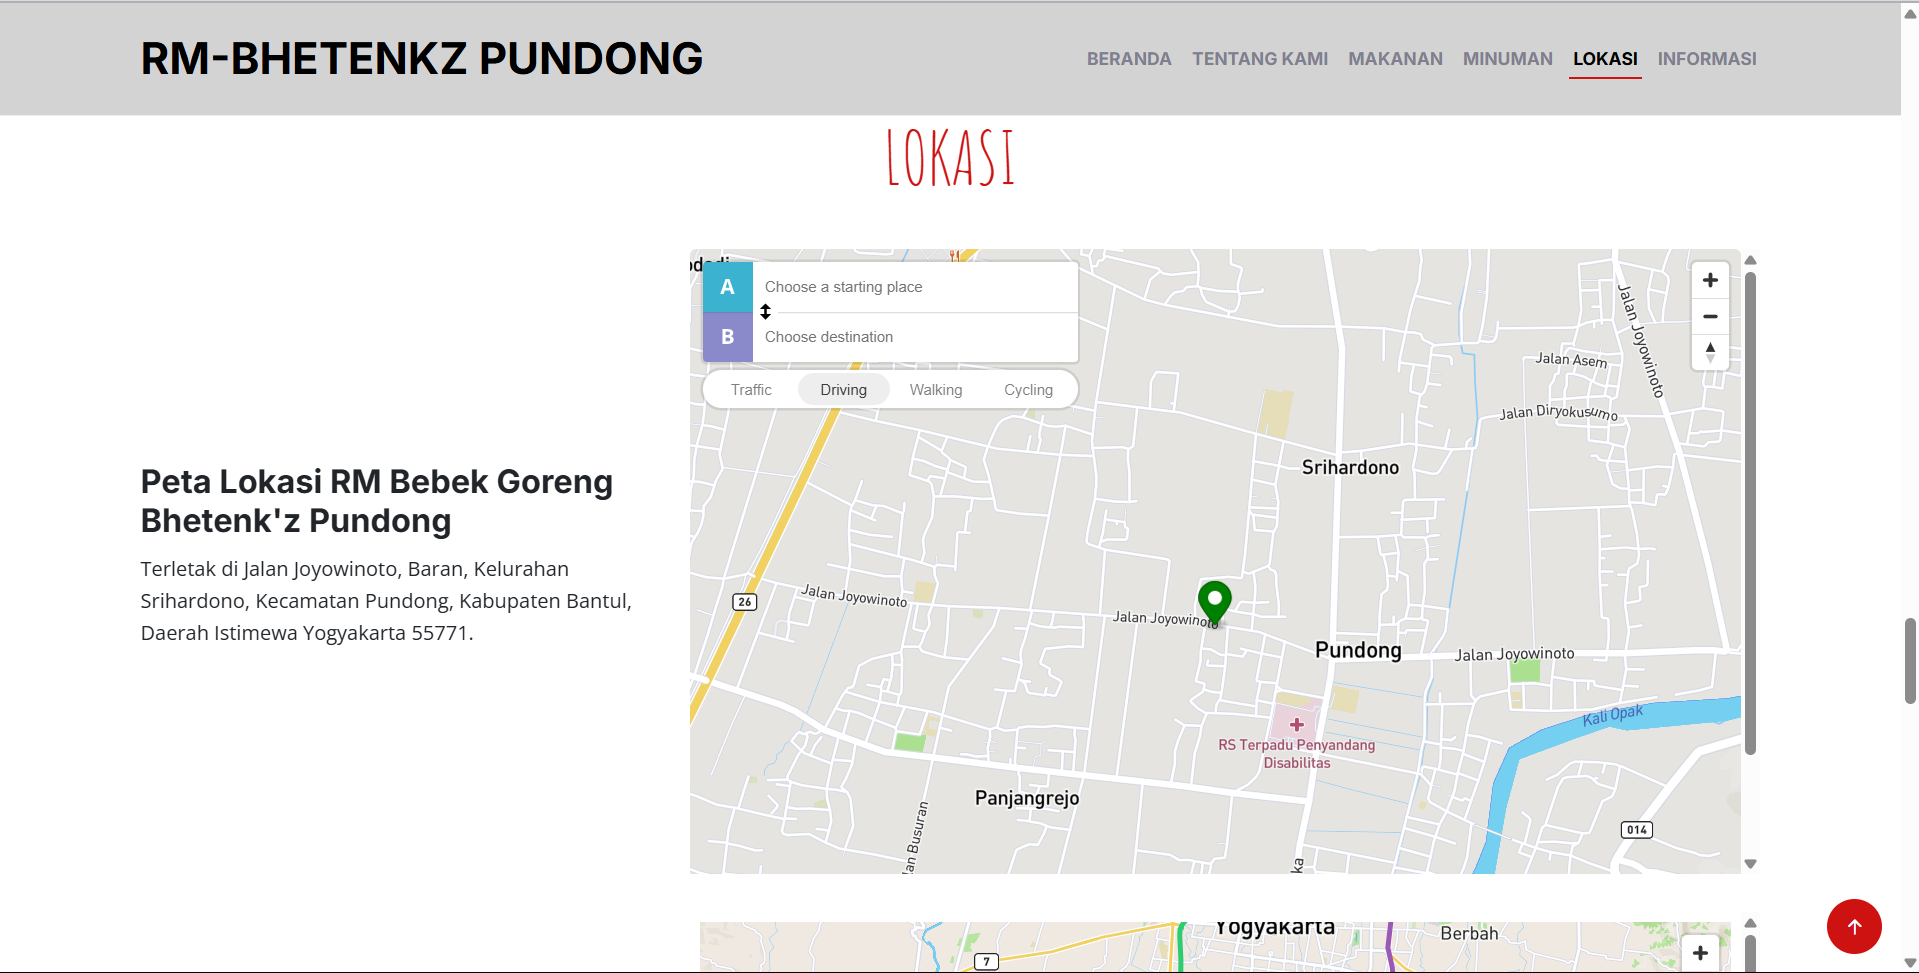 RM-BHETENKZ PUNDONG
BERANDA TENTANG KAMI MAKANAN MINUMAN LOKASI INFORMASI
LOKASI
A Choose a starting place
B Choose destination
Traffic Driving Walking Cycling
Jalan Joyowinoto
Jalan Asem
Jalan Diryokusumo
Srihardono
Peta Lokasi RM Bebek Goreng
Bhetenk'z Pundong
Terletak di Jalan Joyowinoto, Baran, Kelurahan
Srihardono, Kecamatan Pundong, Kabupaten Bantul,
Daerah Istimewa Yogyakarta 55771.
26
Jalan Joyowinoto
Jalan Joyowinoto
Pundong
Jalan Joyowinoto
Kali Opak
RS Terpadu Penyandang
Disabilitas
Panjangrejo
014
Busuran
Yogyakarta
Berbah
7